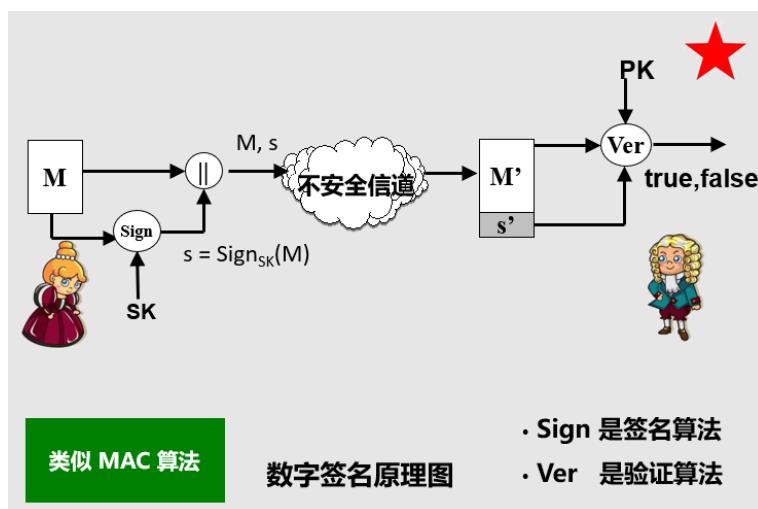 PK
M, s
M
||
不安全信道
M’
Ver
true,false
Sign
s’
s = SignSK(M)
SK
类似 MAC 算法
数字签名原理图
· Sign 是签名算法
· Ver 是验证算法